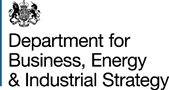 Department for
Business, Energy
& Industrial Strategy